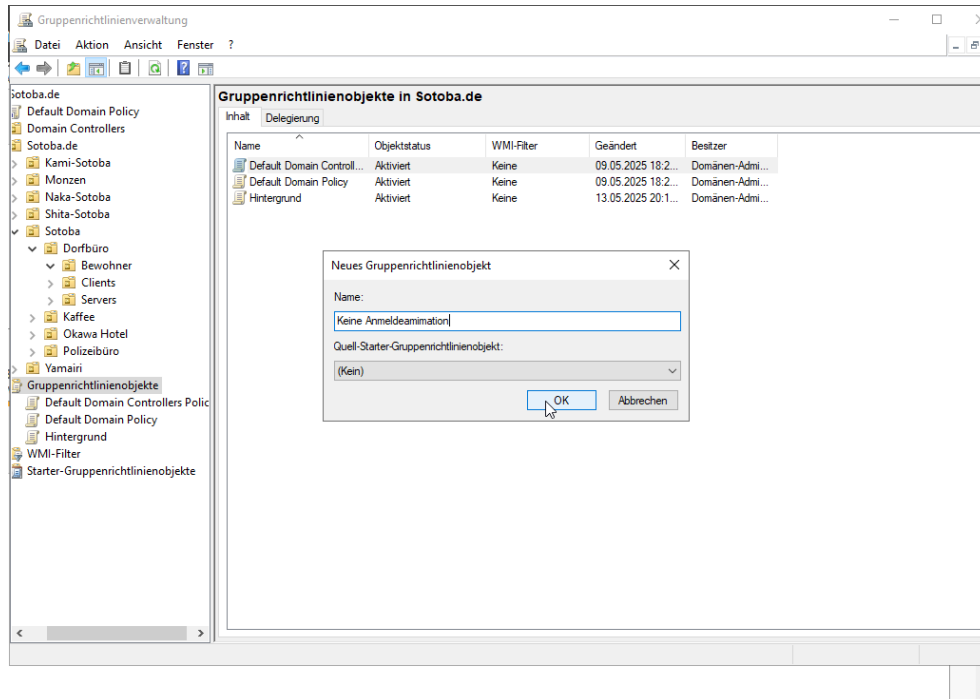 Gruppenrichtlinienverwaltung
Datei Aktion Ansicht Fenster ?
Sotoba.de
Default Domain Policy
Domain Controllers
Sotoba.de
Kami-Sotoba
Monzen
Naka-Sotoba
Shita-Sotoba
Sotoba
Dorfbüro
Bewohner
Clients
Servers
Kaffee
Okawa Hotel
Polizeibüro
Yamairi
Gruppenrichtlinienobjekte
Default Domain Controllers Polic
Default Domain Policy
Hintergrund
WMI-Filter
Starter-Gruppenrichtlinienobjekte
Gruppenrichtlinienobjekte in Sotoba.de
Inhalt Delegierung
Name Objektstatus WMI-Filter Geändert Besitzer
Default Domain Controll... Aktiviert Keine 09.05.2025 18:2... Domänen-Admi...
Default Domain Policy Aktiviert Keine 09.05.2025 18:2... Domänen-Admi...
Hintergrund Aktiviert Keine 13.05.2025 20:1... Domänen-Admi...
Neues Gruppenrichtlinienobjekt
Name:
Keine Anmeldeamimation
Quell-Starter-Gruppenrichtlinienobjekt:
(Kein)
OK Abbrechen